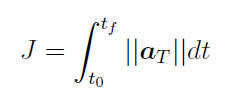 J = \int_{t_0}^{t_f} ||\boldsymbol{a}_T|| dt